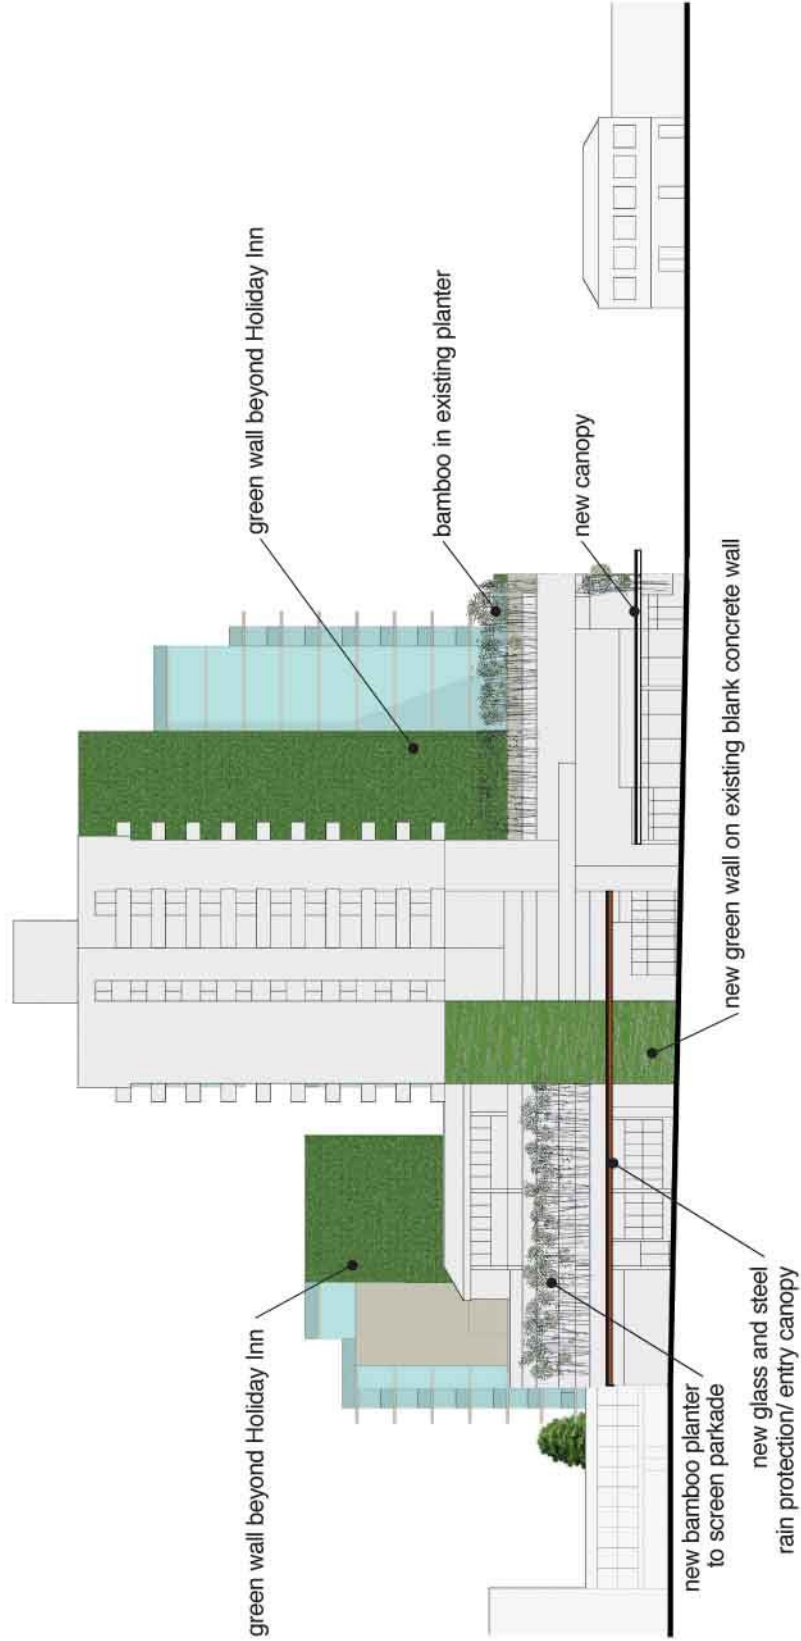 green wall beyond Holiday Inn
green wall beyond Holiday Inn
bamboo in existing planter
new canopy
new green wall on existing blank concrete wall
new bamboo planter
to screen parkade
new glass and steel
rain protection/ entry canopy